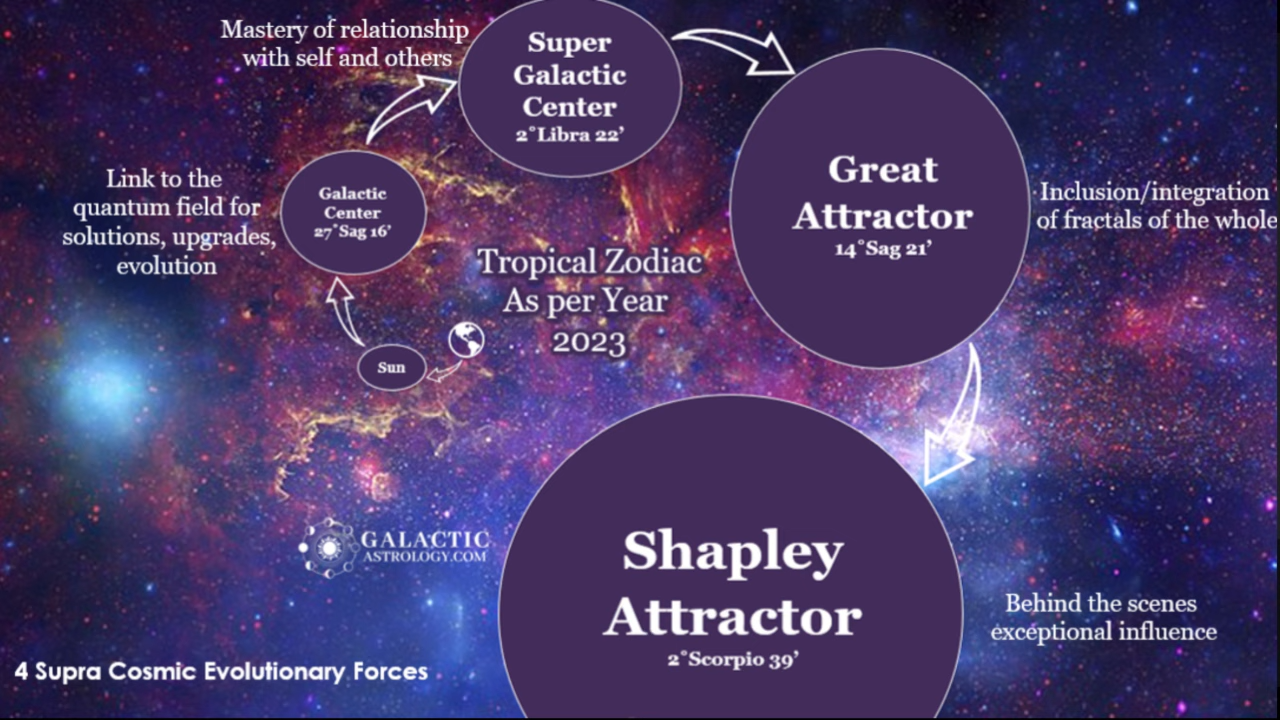 Mastery of relationship
with self and others
Super
Galactic
Center
2°Libra 22’
Great
Attractor
14°Sag 21’
Inclusion/integration
of fractals of the whole
Link to the
quantum field for
solutions, upgrades,
evolution
Galactic
Center
27°Sag 16’
Tropical Zodiac
As per Year
2023
Sun
GALACTIC
ASTROLOGY.COM
Shapley
Attractor
2°Scorpio 39’
Behind the scenes
exceptional influence
4 Supra Cosmic Evolutionary Forces